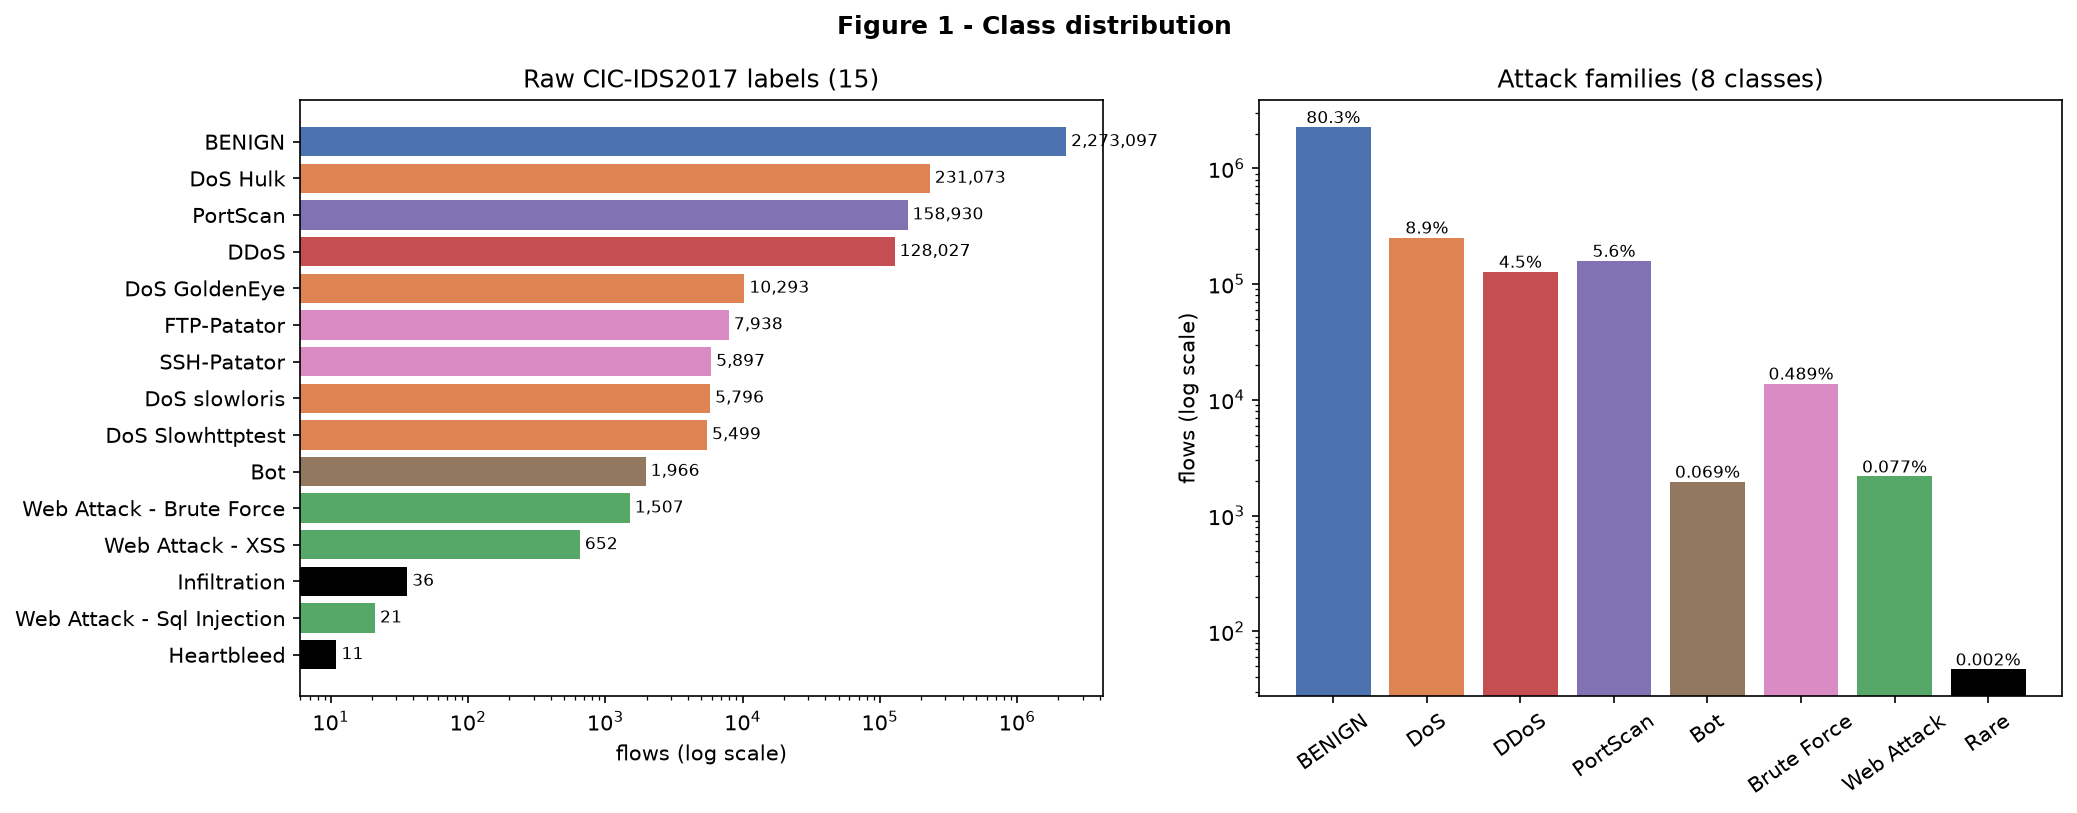 Figure 1 - Class distribution
Raw CIC-IDS2017 labels (15)
BENIGN 2,273,097
DoS Hulk 231,073
PortScan 158,930
DDoS 128,027
DoS GoldenEye 10,293
FTP-Patator 7,938
SSH-Patator 5,897
DoS slowloris 5,796
DoS Slowhttptest 5,499
Bot 1,966
Web Attack - Brute Force 1,507
Web Attack - XSS 652
Infiltration 36
Web Attack - Sql Injection 21
Heartbleed 11
10¹ 10² 10³ 10⁴ 10⁵ 10⁶
flows (log scale)
Attack families (8 classes)
flows (log scale)
10⁶
10⁵
10⁴
10³
10²
80.3%
8.9%
4.5%
5.6%
0.069%
0.489%
0.077%
0.002%
BENIGN
DoS
DDoS
PortScan
Bot
Brute Force
Web Attack
Rare